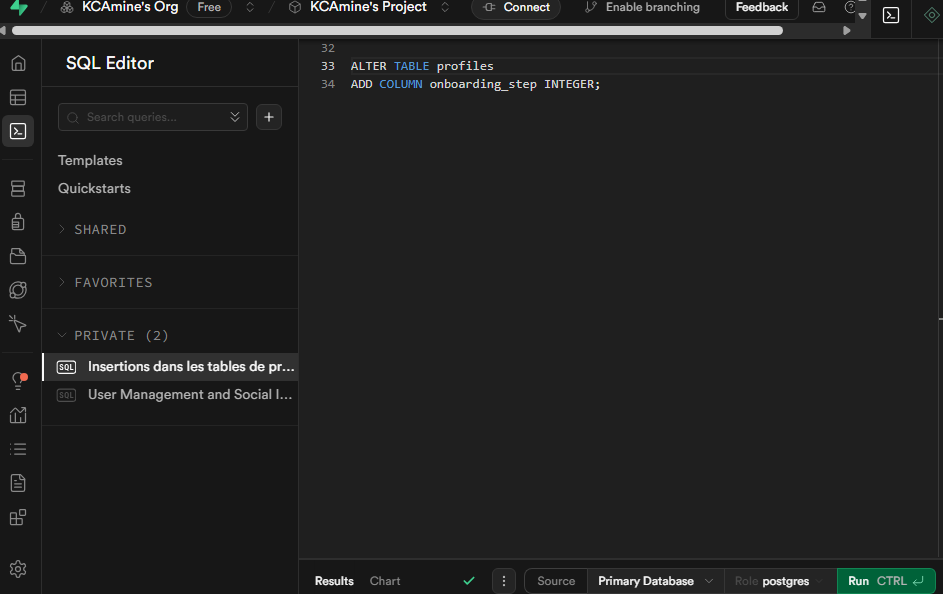 KCAmine's Org
Free
KCAmine's Project
Connect
Enable branching
Feedback
SQL Editor
Search queries...
Templates
Quickstarts
SHARED
FAVORITES
PRIVATE (2)
SQL Insertions dans les tables de pr...
SQL User Management and Social I...
32
33 ALTER TABLE profiles
34 ADD COLUMN onboarding_step INTEGER;
Results Chart Source Primary Database Role postgres Run CTRL